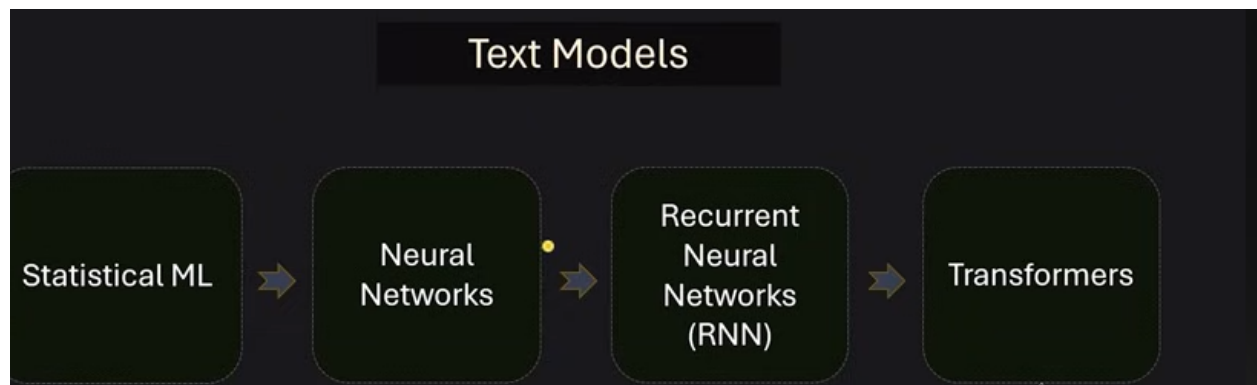 Text Models
Statistical ML
Neural
Networks
Recurrent
Neural
Networks
(RNN)
Transformers